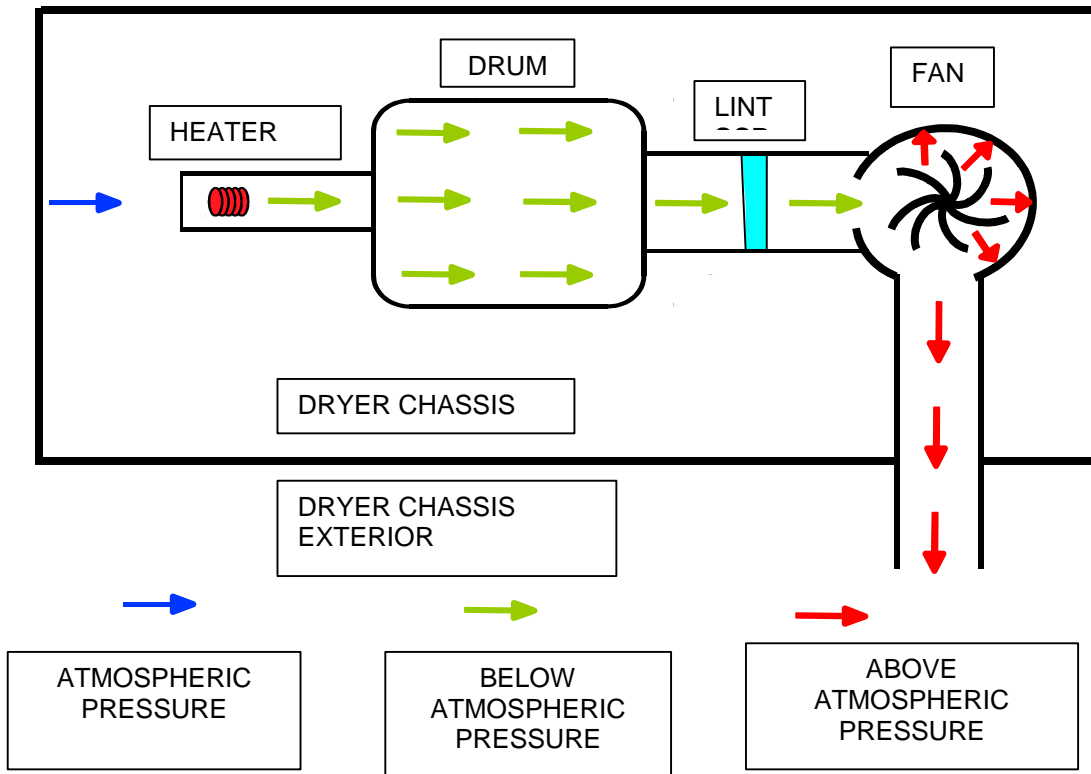 DRUM
FAN
LINT
HEATER
DRYER CHASSIS
DRYER CHASSIS
EXTERIOR
ATMOSPHERIC
PRESSURE
BELOW
ATMOSPHERIC
PRESSURE
ABOVE
ATMOSPHERIC
PRESSURE